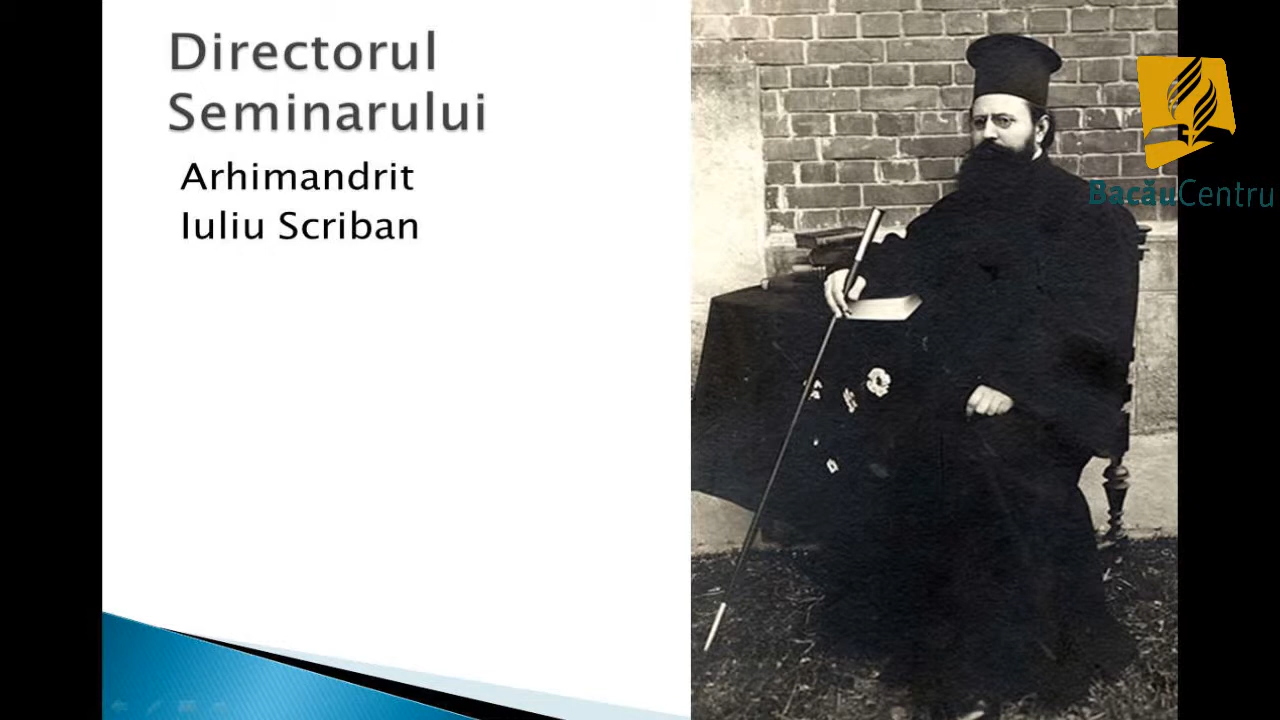 Directorul
Seminarului
Arhimandrit
Iuliu Scriban
BacăuCentru